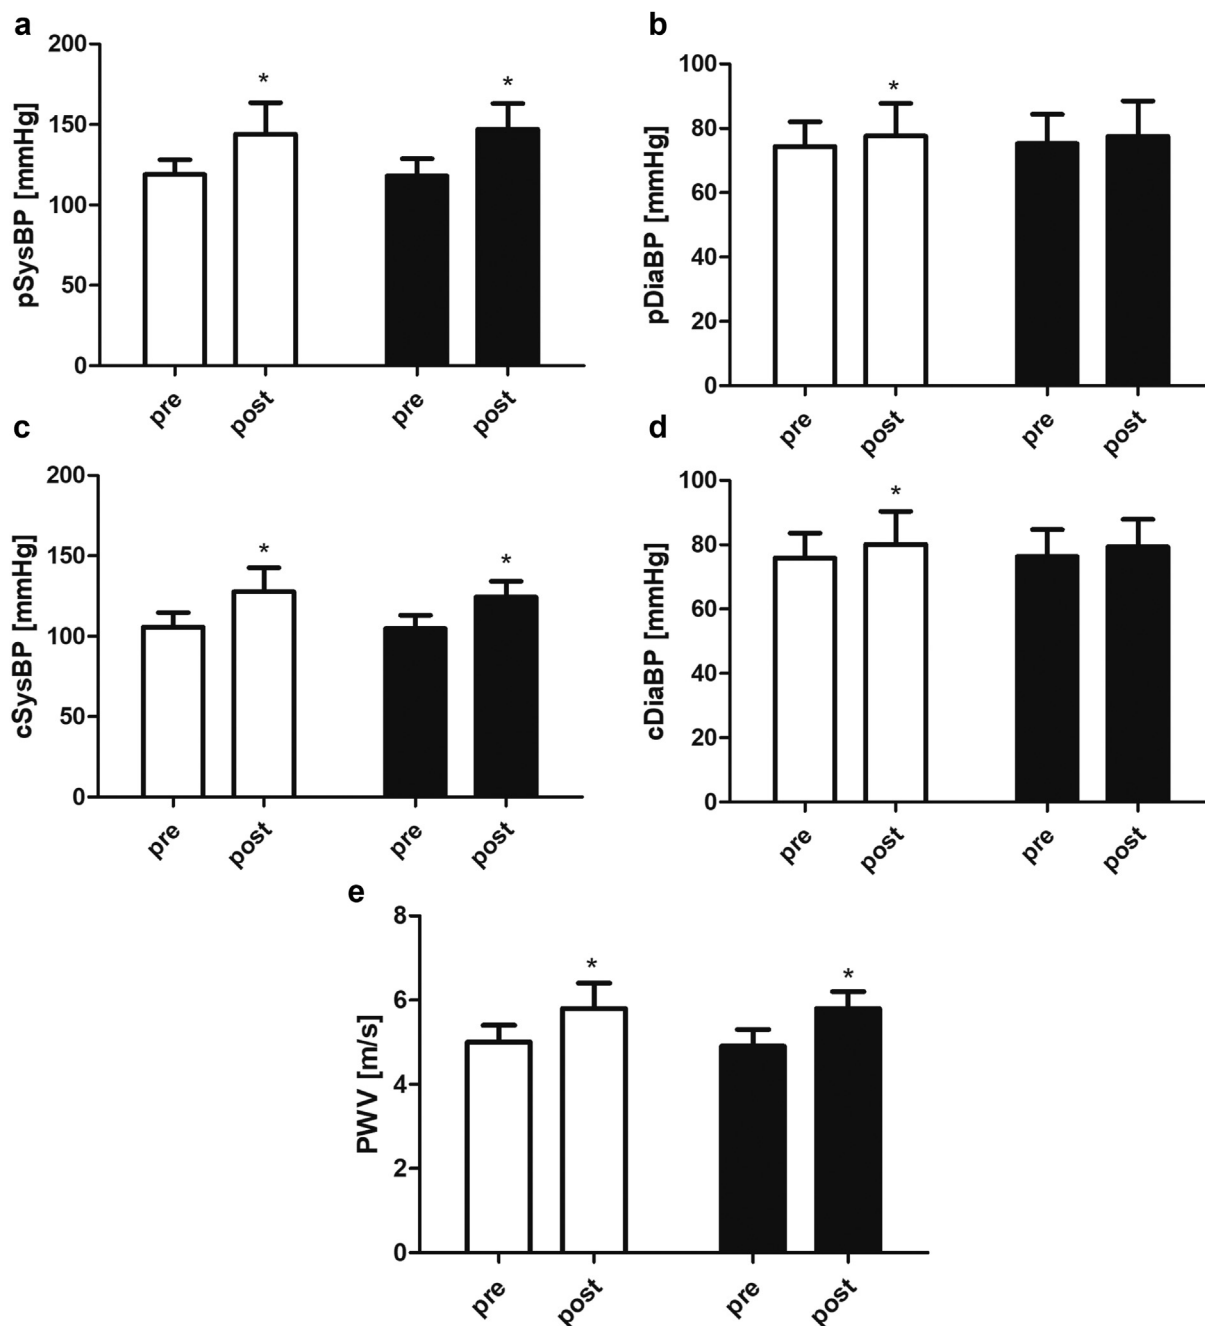 a
pSysBP [mmHg]
200
150
100
50
0
*
*
pre
post
pre
post
b
pDiaBP [mmHg]
100
80
60
40
20
0
*
pre
post
pre
post
c
cSysBP [mmHg]
200
150
100
50
0
*
*
pre
post
pre
post
d
cDiaBP [mmHg]
100
80
60
40
20
0
*
pre
post
pre
post
e
PWV [m/s]
8
6
4
2
0
*
*
pre
post
pre
post